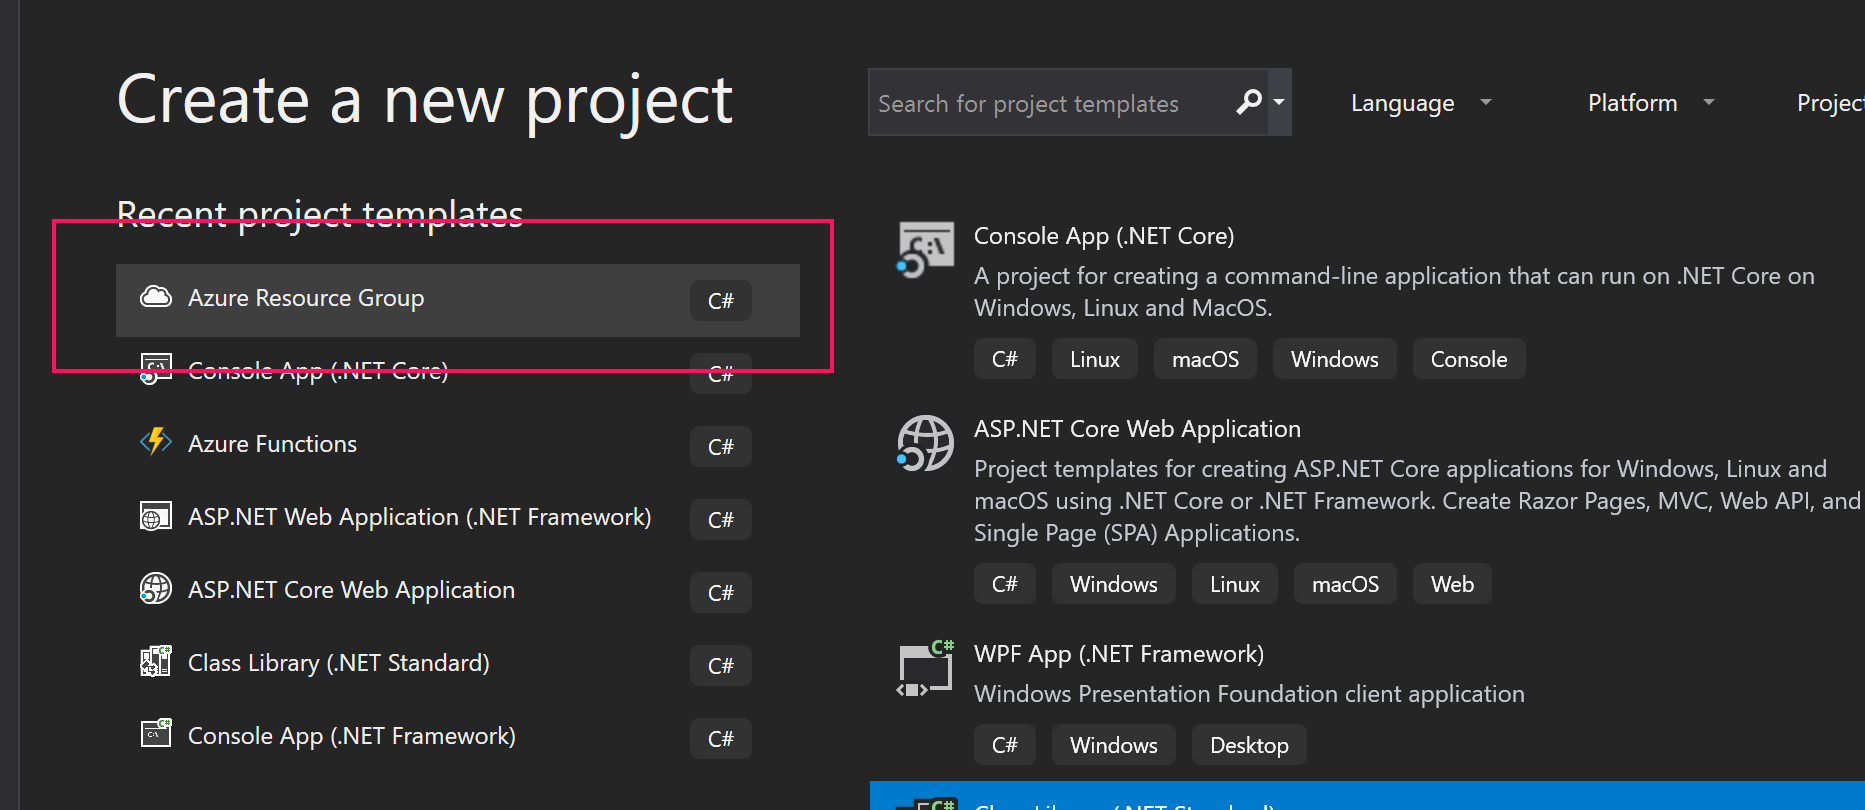 Create a new project
Search for project templates
Language
Platform
Project
Recent project templates
Azure Resource Group C#
Console App (.NET Core) C#
Azure Functions C#
ASP.NET Web Application (.NET Framework) C#
ASP.NET Core Web Application C#
Class Library (.NET Standard) C#
Console App (.NET Framework) C#
Console App (.NET Core)
A project for creating a command-line application that can run on .NET Core on
Windows, Linux and MacOS.
C# Linux macOS Windows Console
ASP.NET Core Web Application
Project templates for creating ASP.NET Core applications for Windows, Linux and
macOS using .NET Core or .NET Framework. Create Razor Pages, MVC, Web API, and
Single Page (SPA) Applications.
C# Windows Linux macOS Web
WPF App (.NET Framework)
Windows Presentation Foundation client application
C# Windows Desktop
Class Library (.NET Standard)